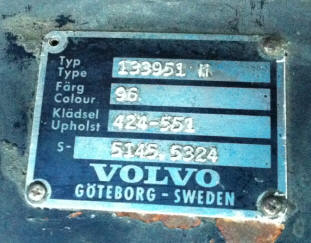 Typ
Type 133951 M
Färg
Colour 96
Klädsel
Upholst 424-551
S- 5145.5324
VOLVO
GÖTEBORG - SWEDEN